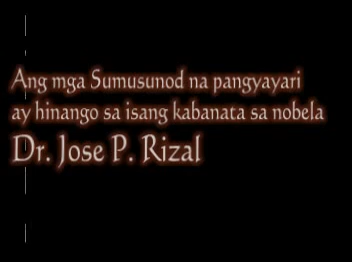 Ang mga Sumusunod na pangyayari
ay hinango sa isang kabanata sa nobela
Dr. Jose P. Rizal